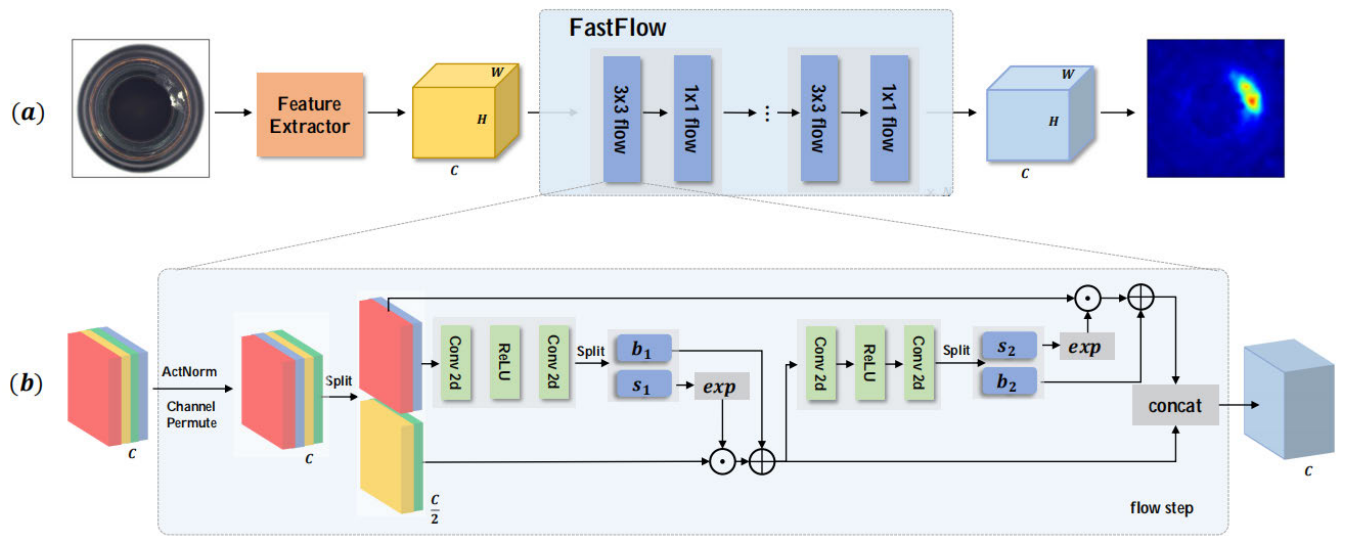 FastFlow
(a)
Feature
Extractor
W
H
C
3x3 flow
1x1 flow
...
3x3 flow
1x1 flow
x N
W
H
C
(b)
C
ActNorm
Channel
Permute
C
Split
C/2
Conv 2d
ReLU
Conv 2d
Split
b1
s1
exp
Conv 2d
ReLU
Conv 2d
Split
s2
b2
exp
concat
C
flow step